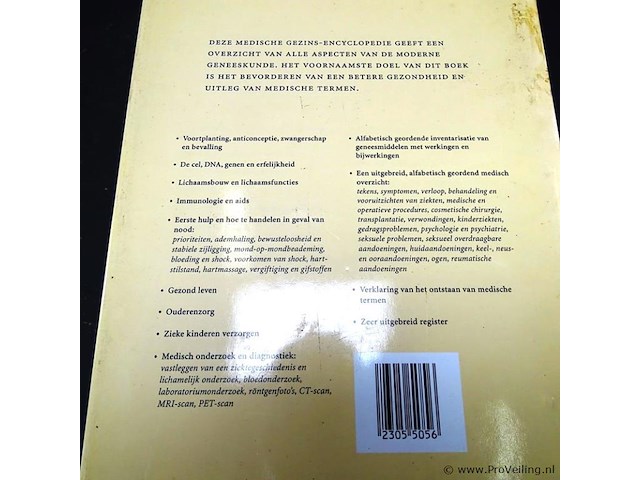 DEZE MEDISCHE GEZINS-ENCYCLOPEDIE GEEFT EEN
OVERZICHT VAN ALLE ASPECTEN VAN DE MODERNE
GENEESKUNDE. HET VOORNAAMSTE DOEL VAN DIT BOEK
IS HET BEVORDEREN VAN EEN BETERE GEZONDHEID EN
UITLEG VAN MEDISCHE TERMEN.
• Voortplanting, anticonceptie, zwangerschap
en bevalling
• De cel, DNA, genen en erfelijkheid
• Lichaamsbouw en lichaamsfuncties
• Immunologie en aids
• Eerste hulp en hoe te handelen in geval van
nood:
prioriteiten, ademhaling, bewusteloosheid en
stabiele zijligging, mond-op-mondbeademing,
bloeding en shock, voorkomen van shock, hart-
stilstand, hartmassage, vergiftiging en gifstoffen
• Gezond leven
• Ouderenzorg
• Zieke kinderen verzorgen
• Medisch onderzoek en diagnostiek:
vastleggen van een ziektegeschiedenis en
lichamelijk onderzoek, bloedonderzoek,
laboratoriumonderzoek, röntgenfoto's, CT-scan,
MRI-scan, PET-scan
• Alfabetisch geordende inventarisatie van
geneesmiddelen met werkingen en
bijwerkingen
• Een uitgebreid, alfabetisch geordend medisch
overzicht:
tekens, symptomen, verloop, behandeling en
vooruitzichten van ziekten, medische en
operatieve procedures, cosmetische chirurgie,
transplantatie, verwondingen, kinderziekten,
gedragsproblemen, psychologie en psychiatrie,
seksuele problemen, seksueel overdraagbare
aandoeningen, huidaandoeningen, keel-, neus-
en ooraandoeningen, ogen, reumatische
aandoeningen
• Verklaring van het ontstaan van medische
termen
• Zeer uitgebreid register
2305 5056
© www.ProVeiling.nl